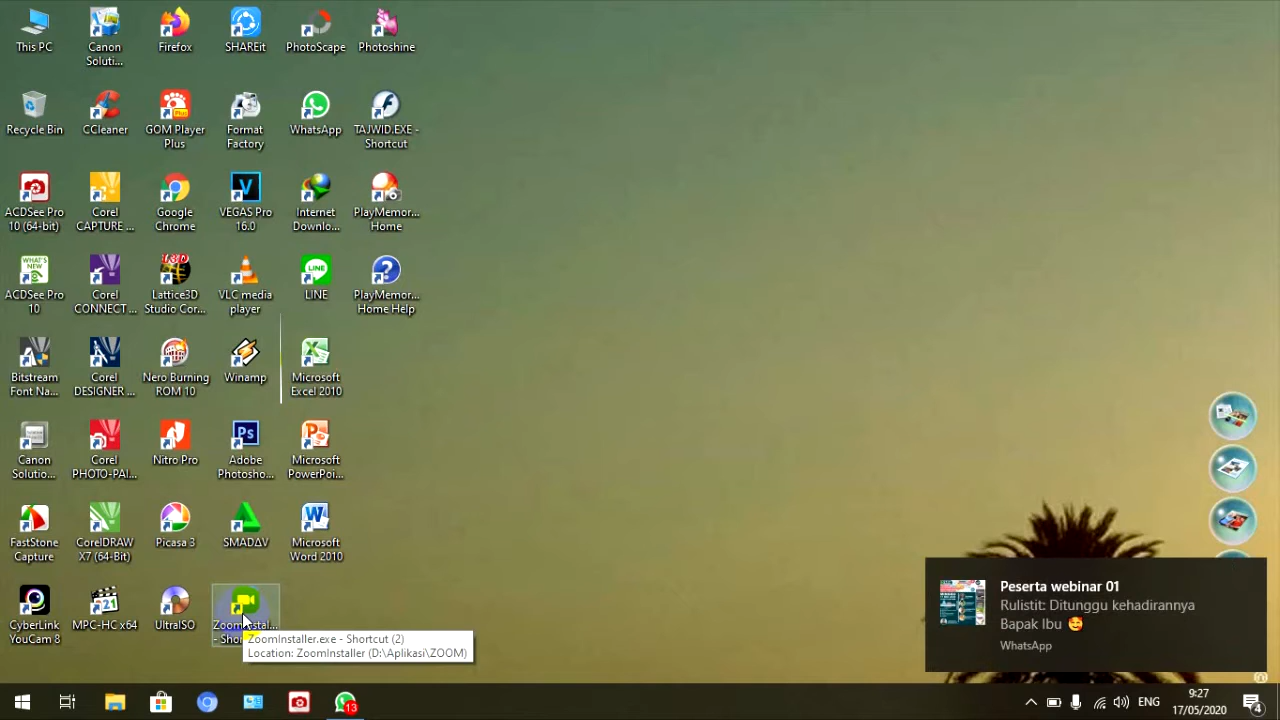 This PC
Canon
Soluti...
Firefox
SHAREit
PhotoScape
Photoshine
Recycle Bin
CCleaner
GOM Player
Plus
Format
Factory
WhatsApp
TAJWID.EXE -
Shortcut
ACDSee Pro
10 (64-bit)
Corel
CAPTURE ...
Google
Chrome
VEGAS Pro
16.0
Internet
Downlo...
PlayMemor...
Home
ACDSee Pro
10
Corel
CONNECT ...
Lattice3D
Studio Cor...
VLC media
player
LINE
PlayMemor...
Home Help
Bitstream
Font Na...
Corel
DESIGNER ...
Nero Burning
ROM 10
Winamp
Microsoft
Excel 2010
Canon
Solutio...
Corel
PHOTO-PAI...
Nitro Pro
Adobe
Photosho...
Microsoft
PowerPoi...
FastStone
Capture
CorelDRAW
X7 (64-Bit)
Picasa 3
SMADΔV
Microsoft
Word 2010
CyberLink
YouCam 8
MPC-HC x64
UltraISO
ZoomInstal...
ZoomInstaller.exe - Shortcut (2)
Location: ZoomInstaller (D:\Aplikasi\ZOOM)
Peserta webinar 01
Rulistit: Ditunggu kehadirannya
Bapak Ibu 🥰
WhatsApp
13
ENG
9:27
17/05/2020
4